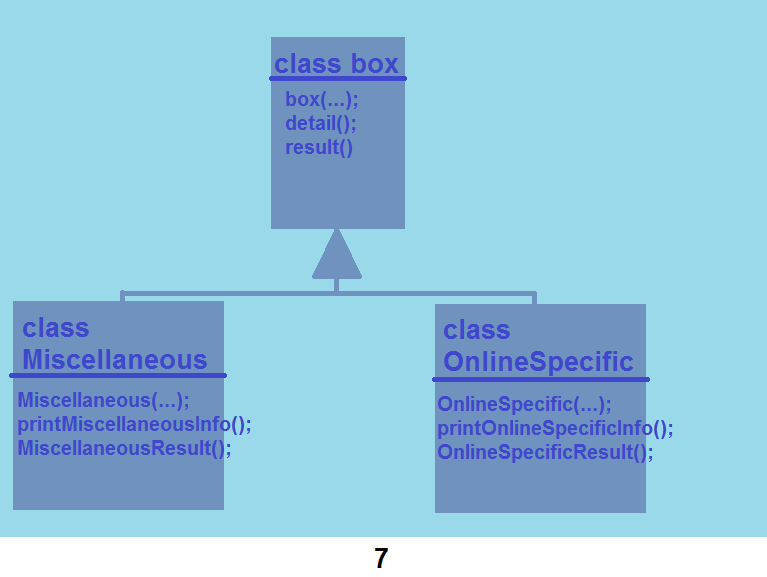 class box
box(...);
detail();
result()
class
Miscellaneous
Miscellaneous(...);
printMiscellaneousInfo();
MiscellaneousResult();
class
OnlineSpecific
OnlineSpecific(...);
printOnlineSpecificInfo();
OnlineSpecificResult();
7